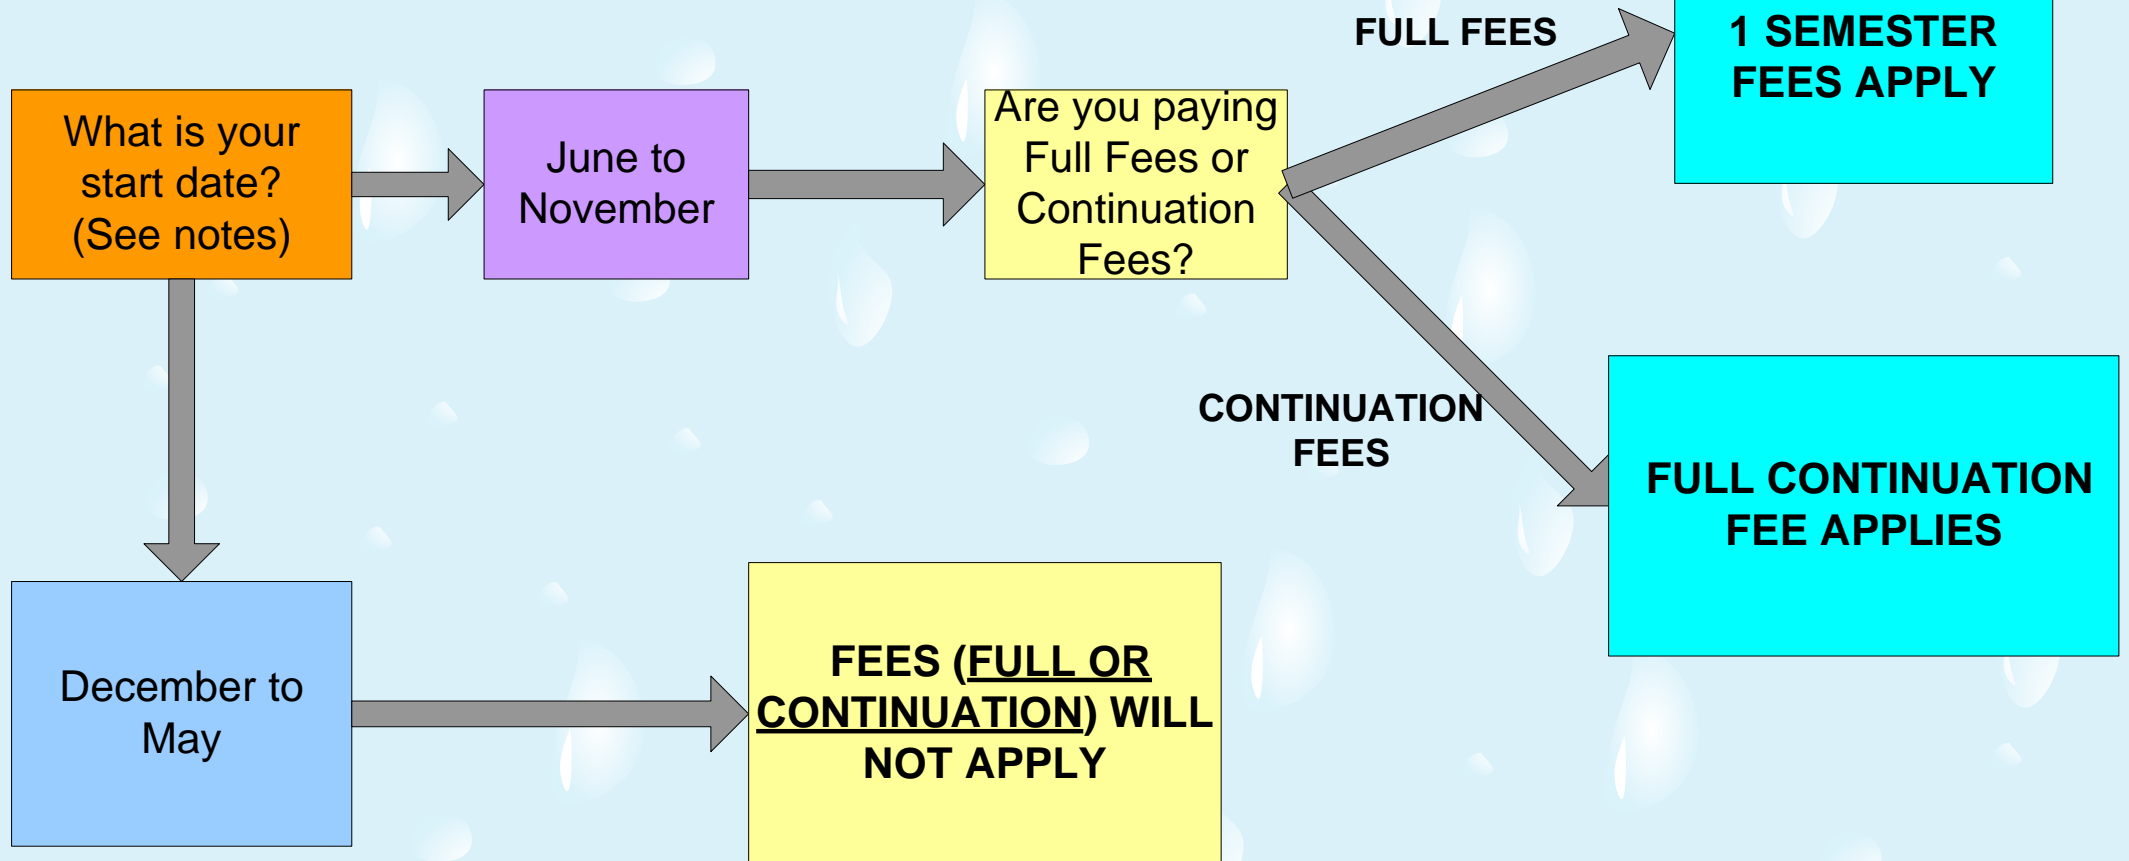 What is your
start date?
(See notes)
June to
November
Are you paying
Full Fees or
Continuation
Fees?
FULL FEES
1 SEMESTER
FEES APPLY
CONTINUATION
FEES
FULL CONTINUATION
FEE APPLIES
December to
May
FEES (FULL OR
CONTINUATION) WILL
NOT APPLY